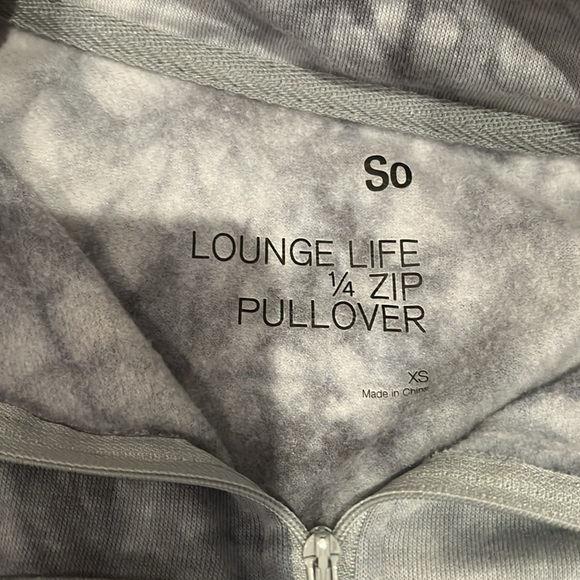 So
LOUNGE LIFE
¼ ZIP
PULLOVER
XS
Made in China